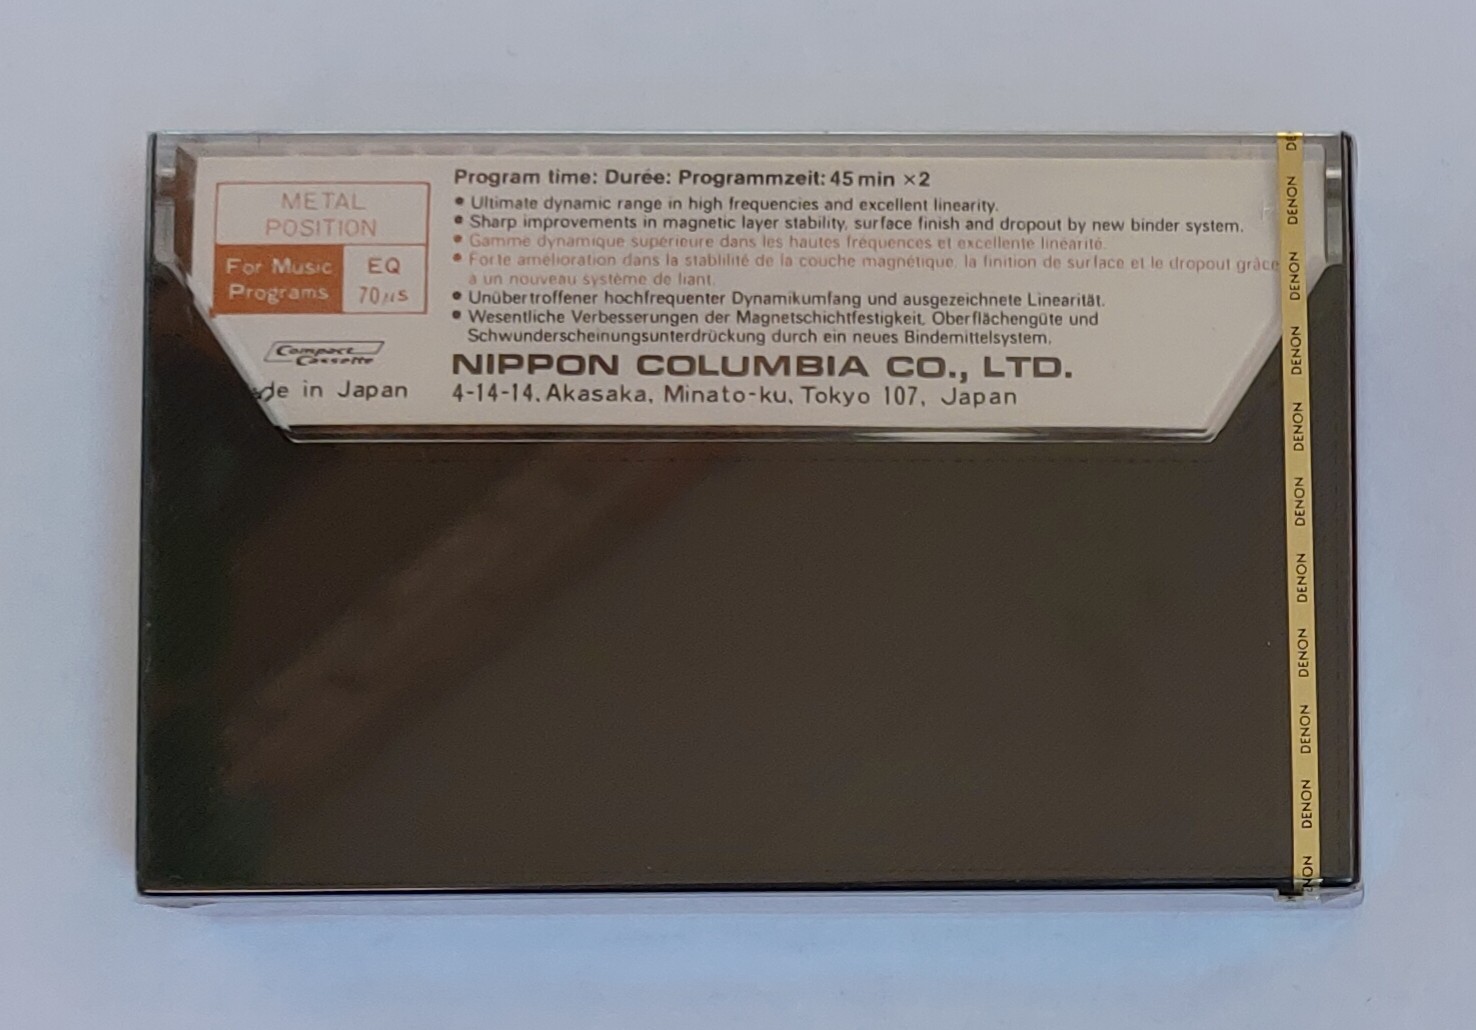 METAL
POSITION
For Music
Programs
EQ
70μs
Compact
Cassette
de in Japan
Program time: Durée: Programmzeit: 45 min ×2
• Ultimate dynamic range in high frequencies and excellent linearity.
• Sharp improvements in magnetic layer stability, surface finish and dropout by new binder system.
• Gamme dynamique superieure dans les hautes fréquences et excellente linéarité.
• Forte amélioration dans la stablilité de la couche magnétique, la finition de surface et le dropout grâce
à un nouveau système de liant.
• Unübertroffener hochfrequenter Dynamikumfang und ausgezeichnete Linearität.
• Wesentliche Verbesserungen der Magnetschichtfestigkeit, Oberflächengüte und
Schwunderscheinungsunterdrückung durch ein neues Bindemittelsystem.
NIPPON COLUMBIA CO., LTD.
4-14-14, Akasaka, Minato-ku, Tokyo 107, Japan
DE
DENON
DENON
DENON
DENON
DENON
DENON
DENON
DENON
DENON
ENON